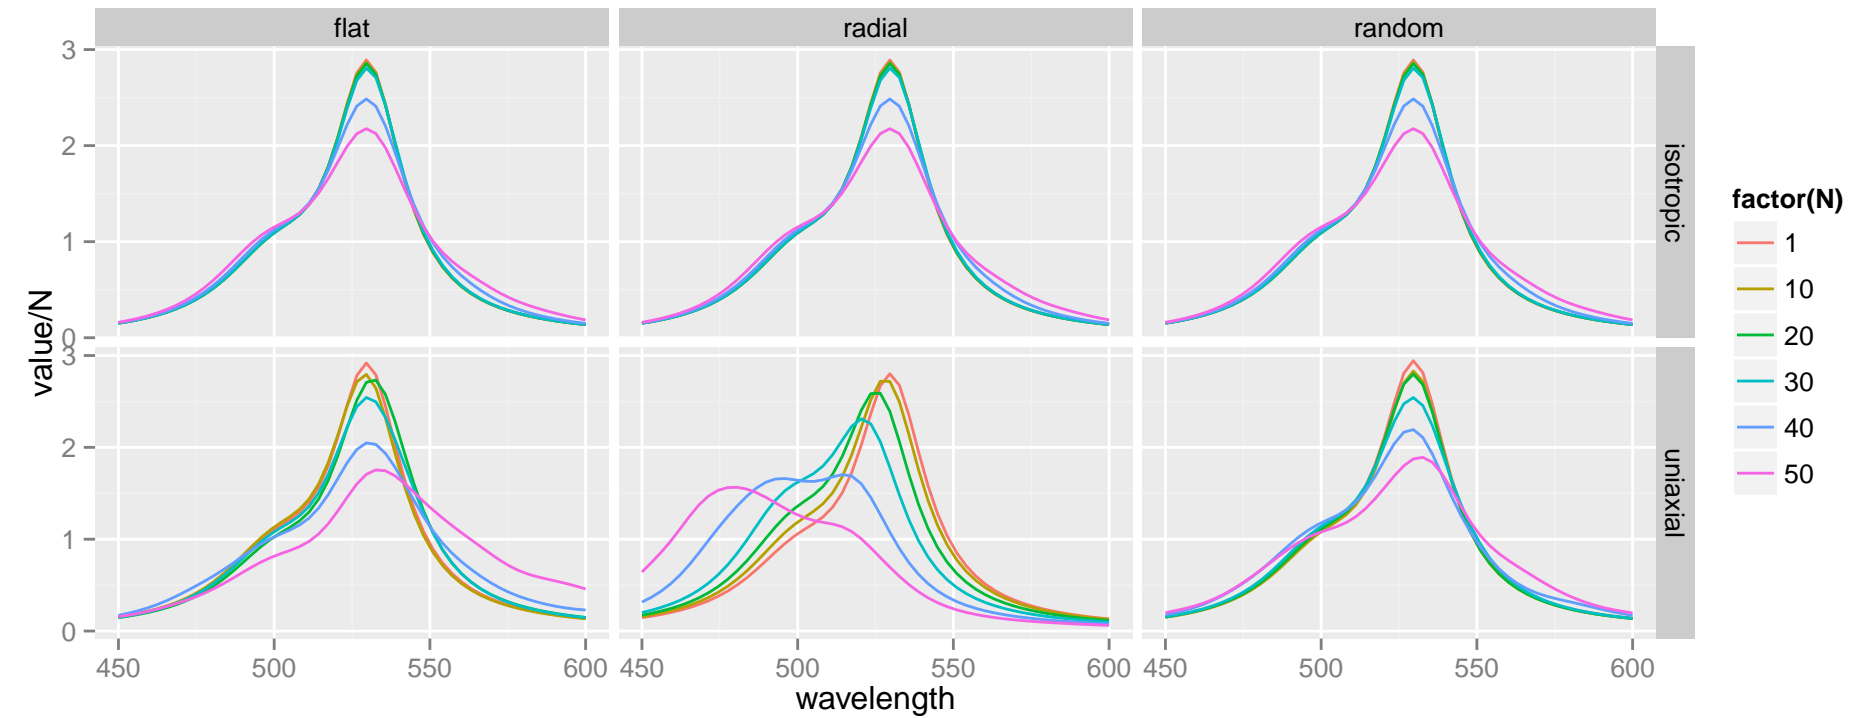 flat radial random
3
2
1
0
isotropic
3
2
1
0
uniaxial
value/N
450 500 550 600 450 500 550 600 450 500 550 600
wavelength
factor(N)
1
10
20
30
40
50